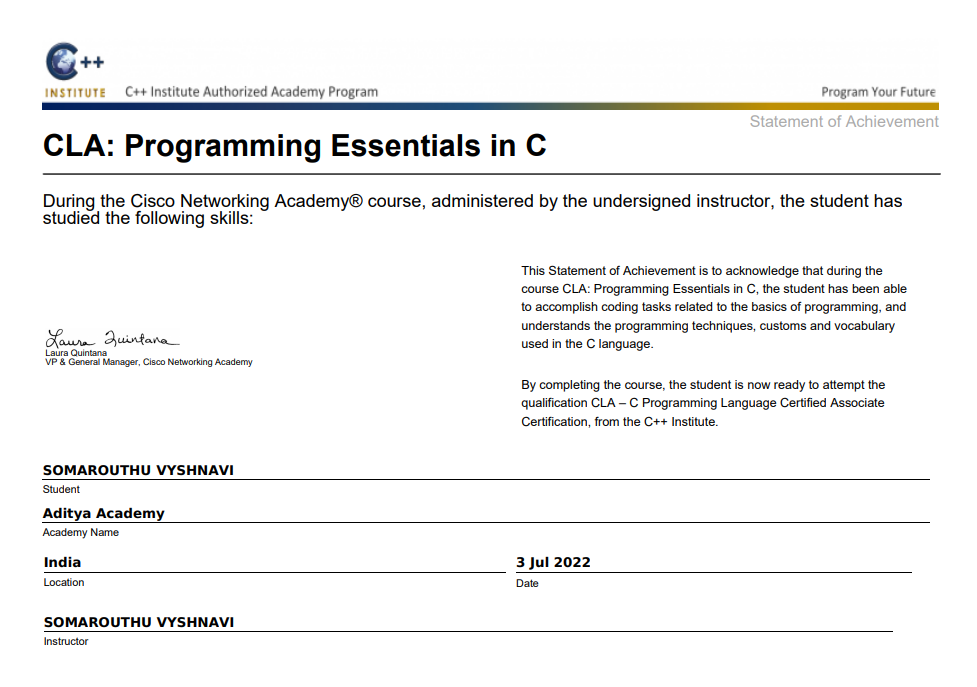 C++
INSTITUTE
C++ Institute Authorized Academy Program
Program Your Future
Statement of Achievement
CLA: Programming Essentials in C
During the Cisco Networking Academy® course, administered by the undersigned instructor, the student has
studied the following skills:
This Statement of Achievement is to acknowledge that during the
course CLA: Programming Essentials in C, the student has been able
to accomplish coding tasks related to the basics of programming, and
understands the programming techniques, customs and vocabulary
used in the C language.
By completing the course, the student is now ready to attempt the
qualification CLA – C Programming Language Certified Associate
Certification, from the C++ Institute.
Laura Quintana
Laura Quintana
VP & General Manager, Cisco Networking Academy
SOMAROUTHU VYSHNAVI
Student
Aditya Academy
Academy Name
India
Location
3 Jul 2022
Date
SOMAROUTHU VYSHNAVI
Instructor